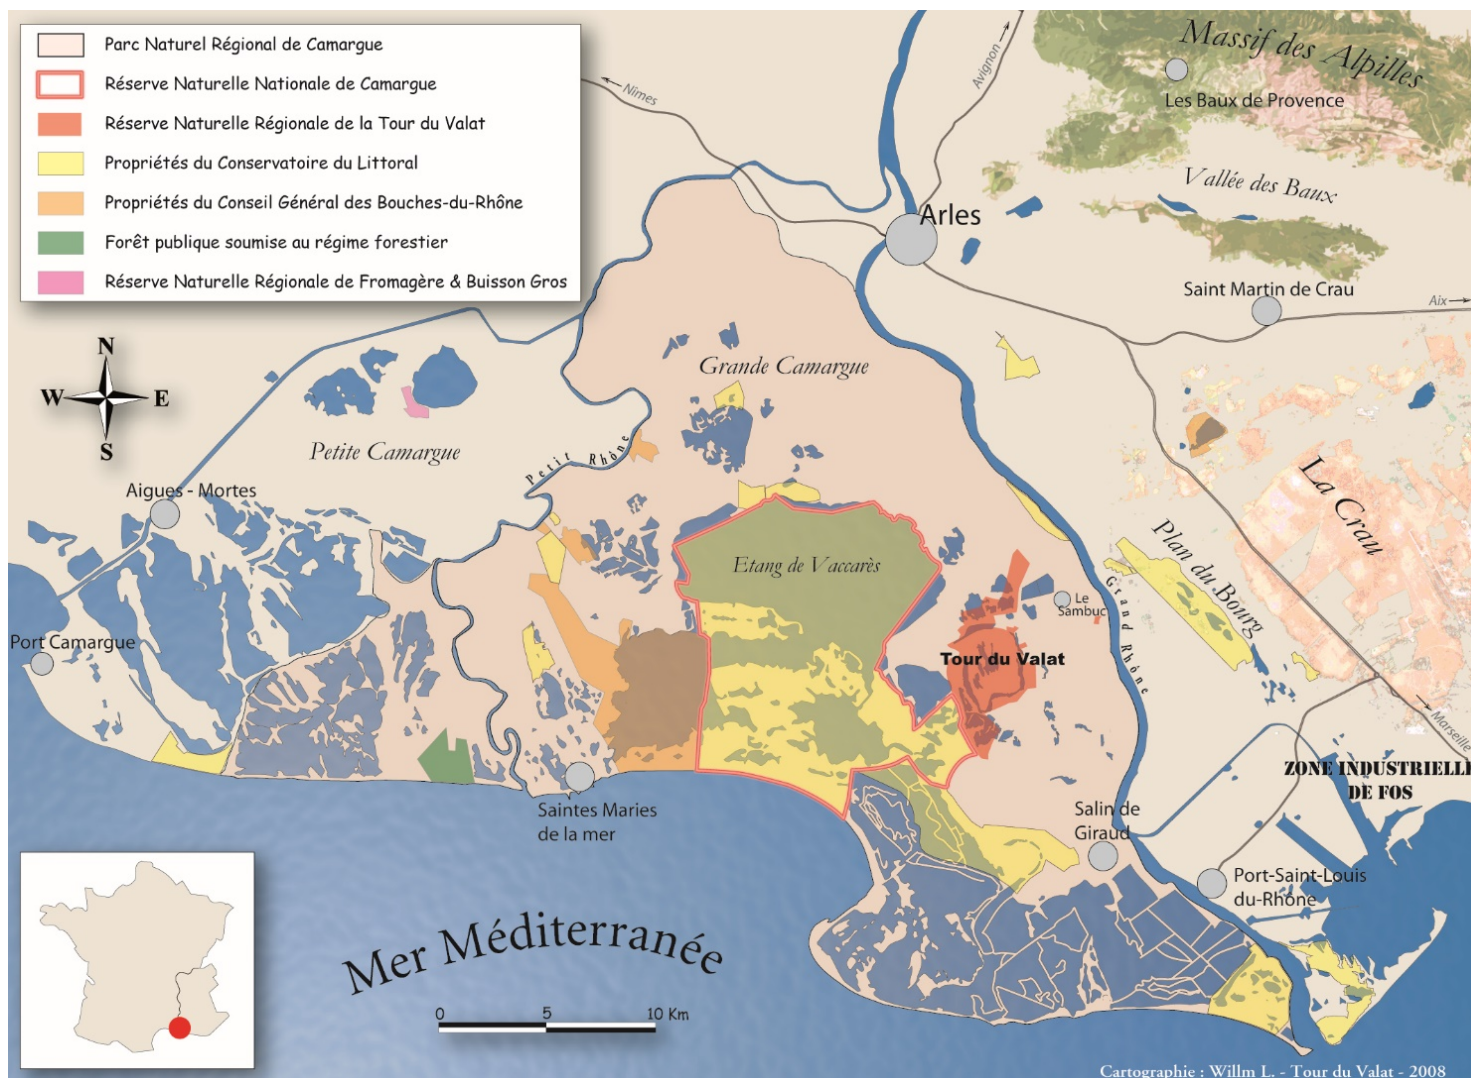 Parc Naturel Régional de Camargue
Réserve Naturelle Nationale de Camargue
Réserve Naturelle Régionale de la Tour du Valat
Propriétés du Conservatoire du Littoral
Propriétés du Conseil Général des Bouches-du-Rhône
Forêt publique soumise au régime forestier
Réserve Naturelle Régionale de Fromagère & Buisson Gros
Nimes
Avignon
Massif des Alpilles
Les Baux de Provence
Vallée des Baux
Arles
Saint Martin de Crau
Aix
N
W
E
S
Grande Camargue
Petite Camargue
Petit Rhône
Aigues - Mortes
La Crau
Plan du Bourg
Etang de Vaccarès
Le
Sambuc
Grand Rhône
Port Camargue
Tour du Valat
Marseille
ZONE INDUSTRIELLE
DE FOS
Saintes Maries
de la mer
Salin de
Giraud
Port-Saint-Louis
du-Rhône
Mer Méditerranée
0
5
10 Km
Cartographie : Willm L. - Tour du Valat - 2008